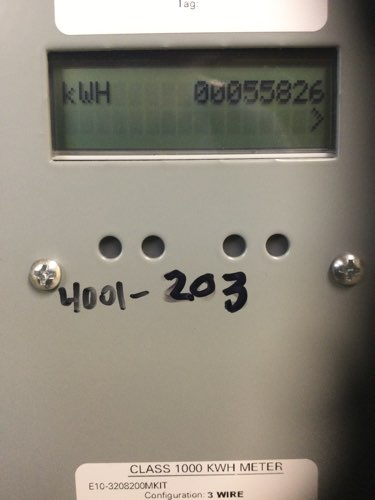 Tag:
kWH 00055826
>
4001-203
CLASS 1000 KWH METER
E10-3208200MKIT
Configuration: 3 WIRE